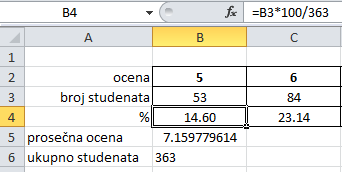 B4 fx =B3*100/363
A B C
1
2 ocena 5 6
3 broj studenata 53 84
4 % 14.60 23.14
5 prosečna ocena 7.159779614
6 ukupno studenata 363